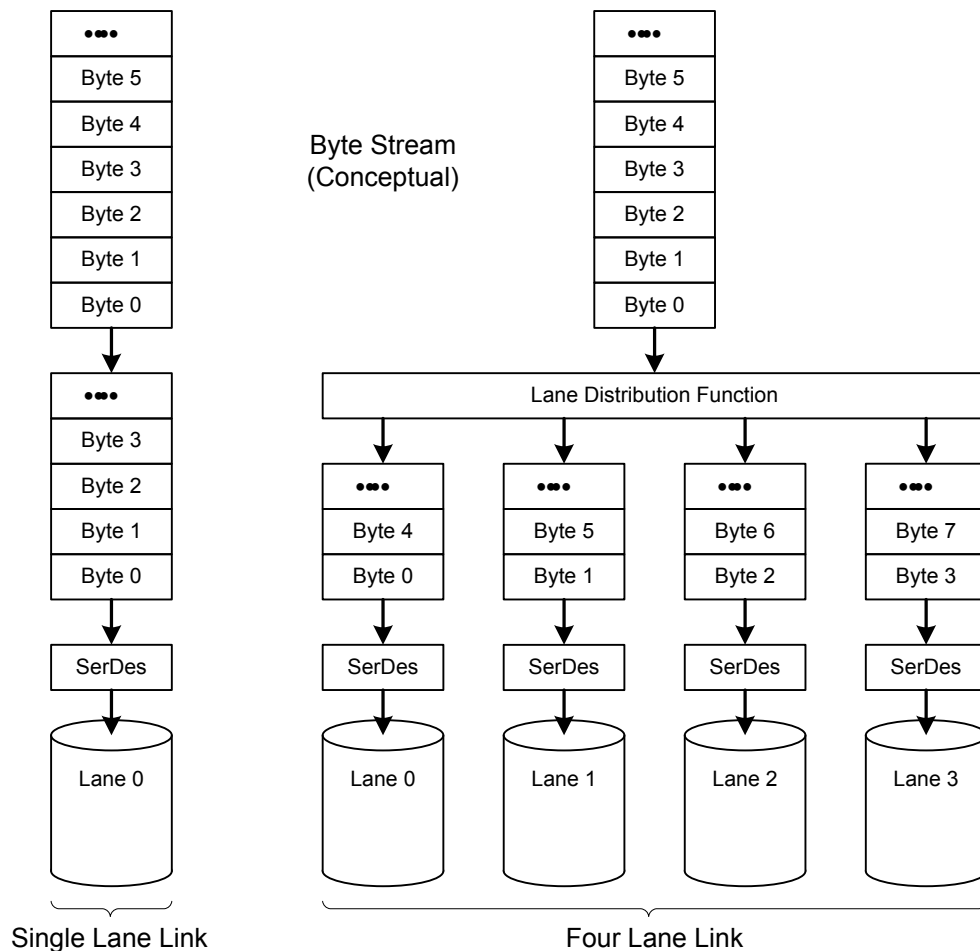 ••••
Byte 5
Byte 4
Byte 3
Byte 2
Byte 1
Byte 0
••••
Byte 3
Byte 2
Byte 1
Byte 0
SerDes
Lane 0
Single Lane Link
Byte Stream
(Conceptual)
••••
Byte 5
Byte 4
Byte 3
Byte 2
Byte 1
Byte 0
Lane Distribution Function
••••
Byte 4
Byte 0
SerDes
Lane 0
••••
Byte 5
Byte 1
SerDes
Lane 1
••••
Byte 6
Byte 2
SerDes
Lane 2
••••
Byte 7
Byte 3
SerDes
Lane 3
Four Lane Link